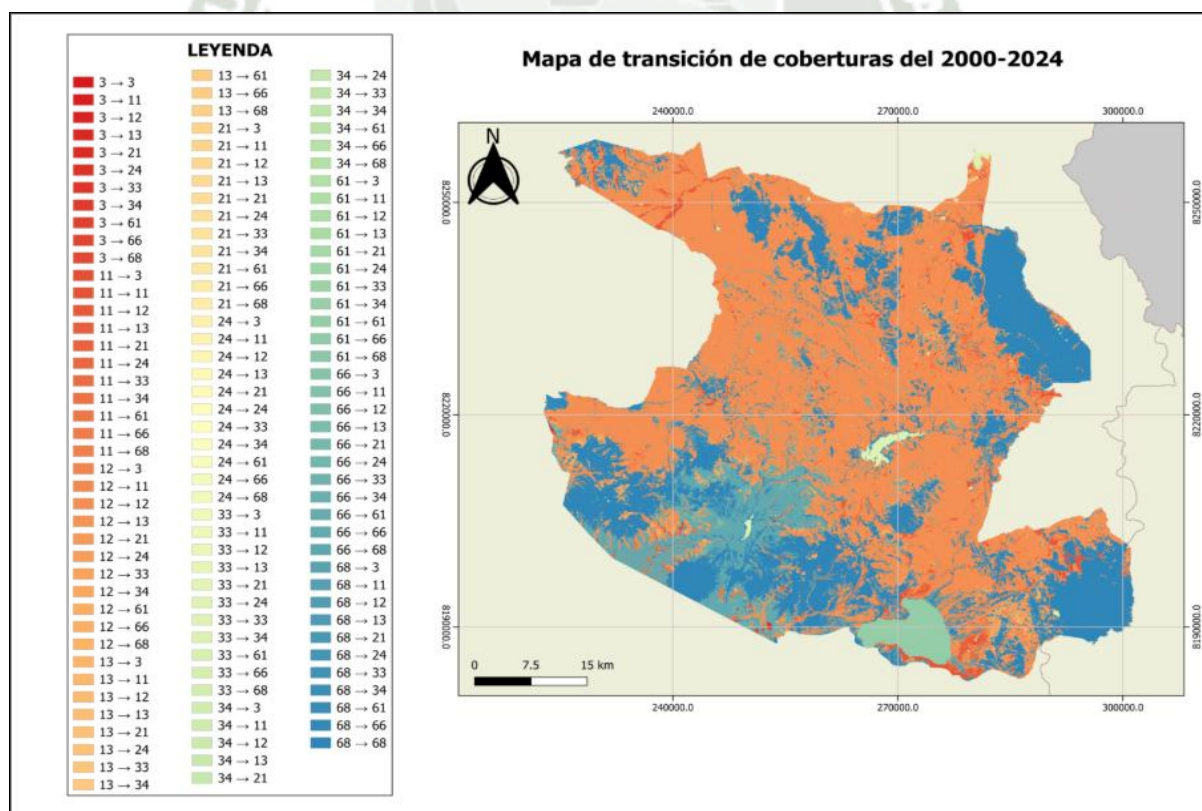 LEYENDA
3 → 3
3 → 11
3 → 12
3 → 13
3 → 21
3 → 24
3 → 33
3 → 34
3 → 61
3 → 66
3 → 68
11 → 3
11 → 11
11 → 12
11 → 13
11 → 21
11 → 24
11 → 33
11 → 34
11 → 61
11 → 66
11 → 68
12 → 3
12 → 11
12 → 12
12 → 13
12 → 21
12 → 24
12 → 33
12 → 34
12 → 61
12 → 66
12 → 68
13 → 3
13 → 11
13 → 12
13 → 13
13 → 21
13 → 24
13 → 33
13 → 34
13 → 61
13 → 66
13 → 68
21 → 3
21 → 11
21 → 12
21 → 13
21 → 21
21 → 24
21 → 33
21 → 34
21 → 61
21 → 66
21 → 68
24 → 3
24 → 11
24 → 12
24 → 13
24 → 21
24 → 24
24 → 33
24 → 34
24 → 61
24 → 66
24 → 68
33 → 3
33 → 11
33 → 12
33 → 13
33 → 21
33 → 24
33 → 33
33 → 34
33 → 61
33 → 66
33 → 68
34 → 3
34 → 11
34 → 12
34 → 13
34 → 21
34 → 24
34 → 33
34 → 34
34 → 61
34 → 66
34 → 68
61 → 3
61 → 11
61 → 12
61 → 13
61 → 21
61 → 24
61 → 33
61 → 34
61 → 61
61 → 66
61 → 68
66 → 3
66 → 11
66 → 12
66 → 13
66 → 21
66 → 24
66 → 33
66 → 34
66 → 61
66 → 66
66 → 68
68 → 3
68 → 11
68 → 12
68 → 13
68 → 21
68 → 24
68 → 33
68 → 34
68 → 61
68 → 66
68 → 68
Mapa de transición de coberturas del 2000-2024
240000.0 270000.0 300000.0
N
8250000.0 8250000.0
8220000.0 8220000.0
8190000.0 8190000.0
0 7.5 15 km
240000.0 270000.0 300000.0